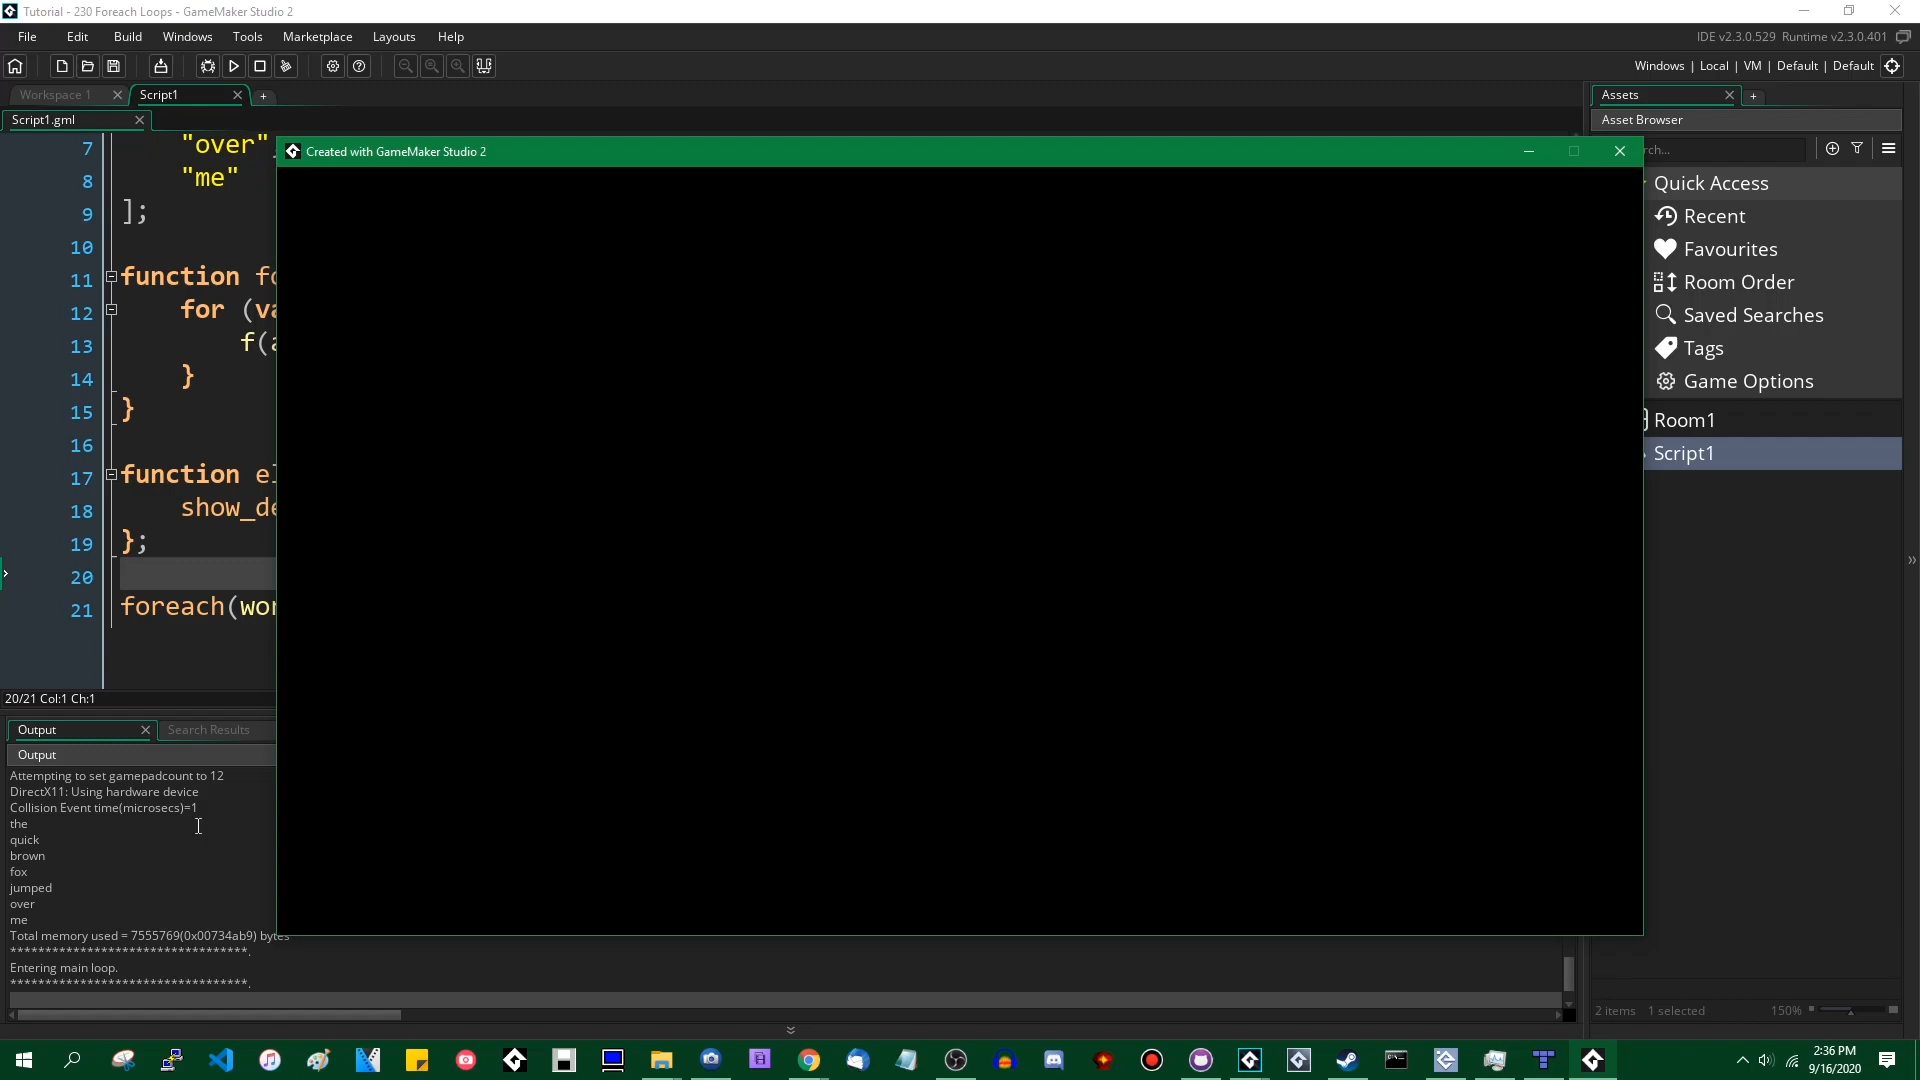 Tutorial - 230 Foreach Loops - GameMaker Studio 2
File Edit Build Windows Tools Marketplace Layouts Help
IDE v2.3.0.529 Runtime v2.3.0.401
Windows | Local | VM | Default | Default
Workspace 1
Script1
Assets
Script1.gml
Asset Browser
7 "over",
8 "me"
9 ];
10
11 function fo
12 for (va
13 f(a
14 }
15 }
16
17 function el
18 show_de
19 };
20
21 foreach(wor
20/21 Col:1 Ch:1
Created with GameMaker Studio 2
rch...
Quick Access
Recent
Favourites
Room Order
Saved Searches
Tags
Game Options
Room1
Script1
Output
Search Results
Output
Attempting to set gamepadcount to 12
DirectX11: Using hardware device
Collision Event time(microsecs)=1
the
quick
brown
fox
jumped
over
me
Total memory used = 7555769(0x00734ab9) bytes
*********************************.
Entering main loop.
*********************************.
2 items 1 selected 150%
2:36 PM
9/16/2020